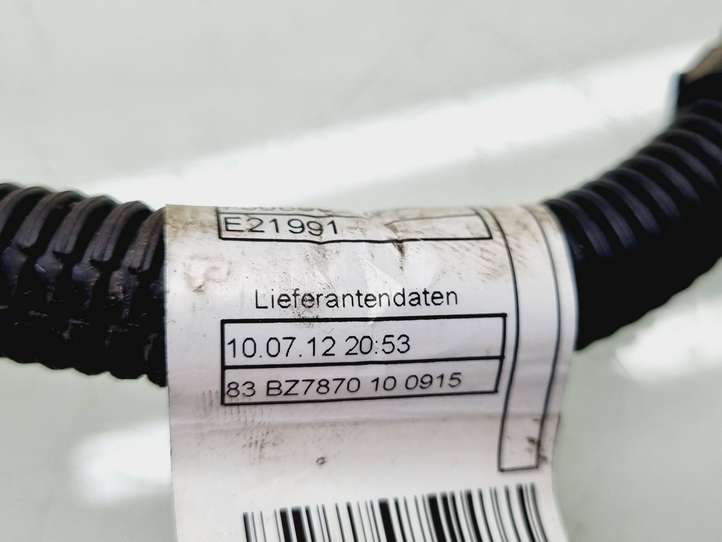 E21991
Lieferantendaten
10.07.12 20:53
83 BZ7870 10 0915